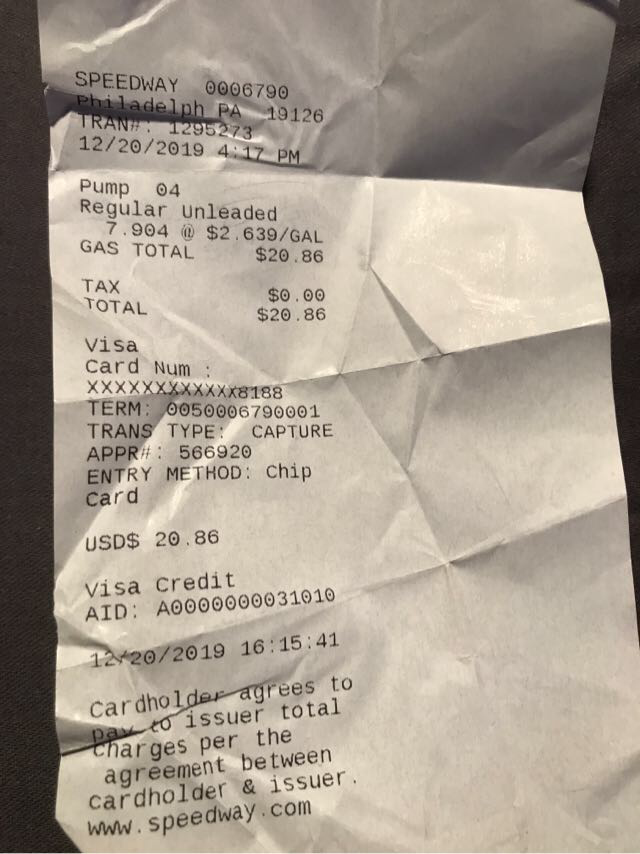 SPEEDWAY 0006790
Philadelph PA 19126
TRAN#: 1295273
12/20/2019 4:17 PM
Pump 04
Regular Unleaded
7.904 @ $2.639/GAL
GAS TOTAL $20.86
TAX $0.00
TOTAL $20.86
Visa
Card Num :
XXXXXXXXXXXX8188
TERM: 0050006790001
TRANS TYPE: CAPTURE
APPR#: 566920
ENTRY METHOD: Chip
Card
USD$ 20.86
Visa Credit
AID: A0000000031010
12/20/2019 16:15:41
Cardholder agrees to
pay to issuer total
charges per the
agreement between
cardholder & issuer.
www.speedway.com